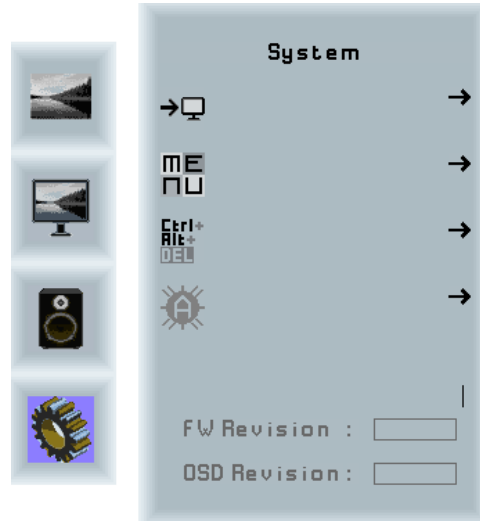 System
ME
NU
Ctrl+
Alt+
DEL
A
FW Revision :
OSD Revision :